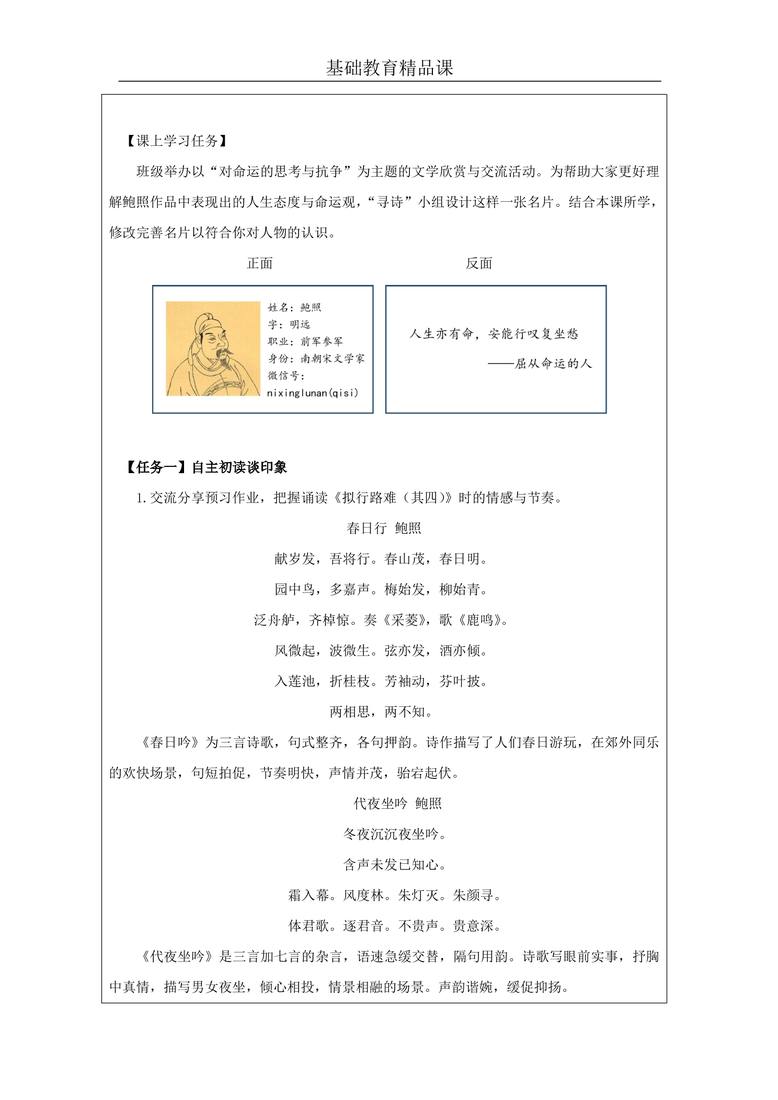 基础教育精品课
【课上学习任务】
班级举办以“对命运的思考与抗争”为主题的文学欣赏与交流活动。为帮助大家更好理
解鲍照作品中表现出的人生态度与命运观，“寻诗”小组设计这样一张名片。结合本课所学，
修改完善名片以符合你对人物的认识。
正面 反面
姓名：鲍照
字：明远
职业：前军参军
身份：南朝宋文学家
微信号：
nixinglunan(qisi)
人生亦有命，安能行叹复坐愁
——屈从命运的人
【任务一】自主初读谈印象
1.交流分享预习作业，把握诵读《拟行路难（其四）》时的情感与节奏。
春日行 鲍照
献岁发，吾将行。春山茂，春日明。
园中鸟，多嘉声。梅始发，柳始青。
泛舟舻，齐棹惊。奏《采菱》，歌《鹿鸣》。
风微起，波微生。弦亦发，酒亦倾。
入莲池，折桂枝。芳袖动，芬叶披。
两相思，两不知。
《春日吟》为三言诗歌，句式整齐，各句押韵。诗作描写了人们春日游玩，在郊外同乐
的欢快场景，句短拍促，节奏明快，声情并茂，骀宕起伏。
代夜坐吟 鲍照
冬夜沉沉夜坐吟。
含声未发已知心。
霜入幕。风度林。朱灯灭。朱颜寻。
体君歌。逐君音。不贵声。贵意深。
《代夜坐吟》是三言加七言的杂言，语速急缓交替，隔句用韵。诗歌写眼前实事，抒胸
中真情，描写男女夜坐，倾心相投，情景相融的场景。声韵谐婉，缓促抑扬。